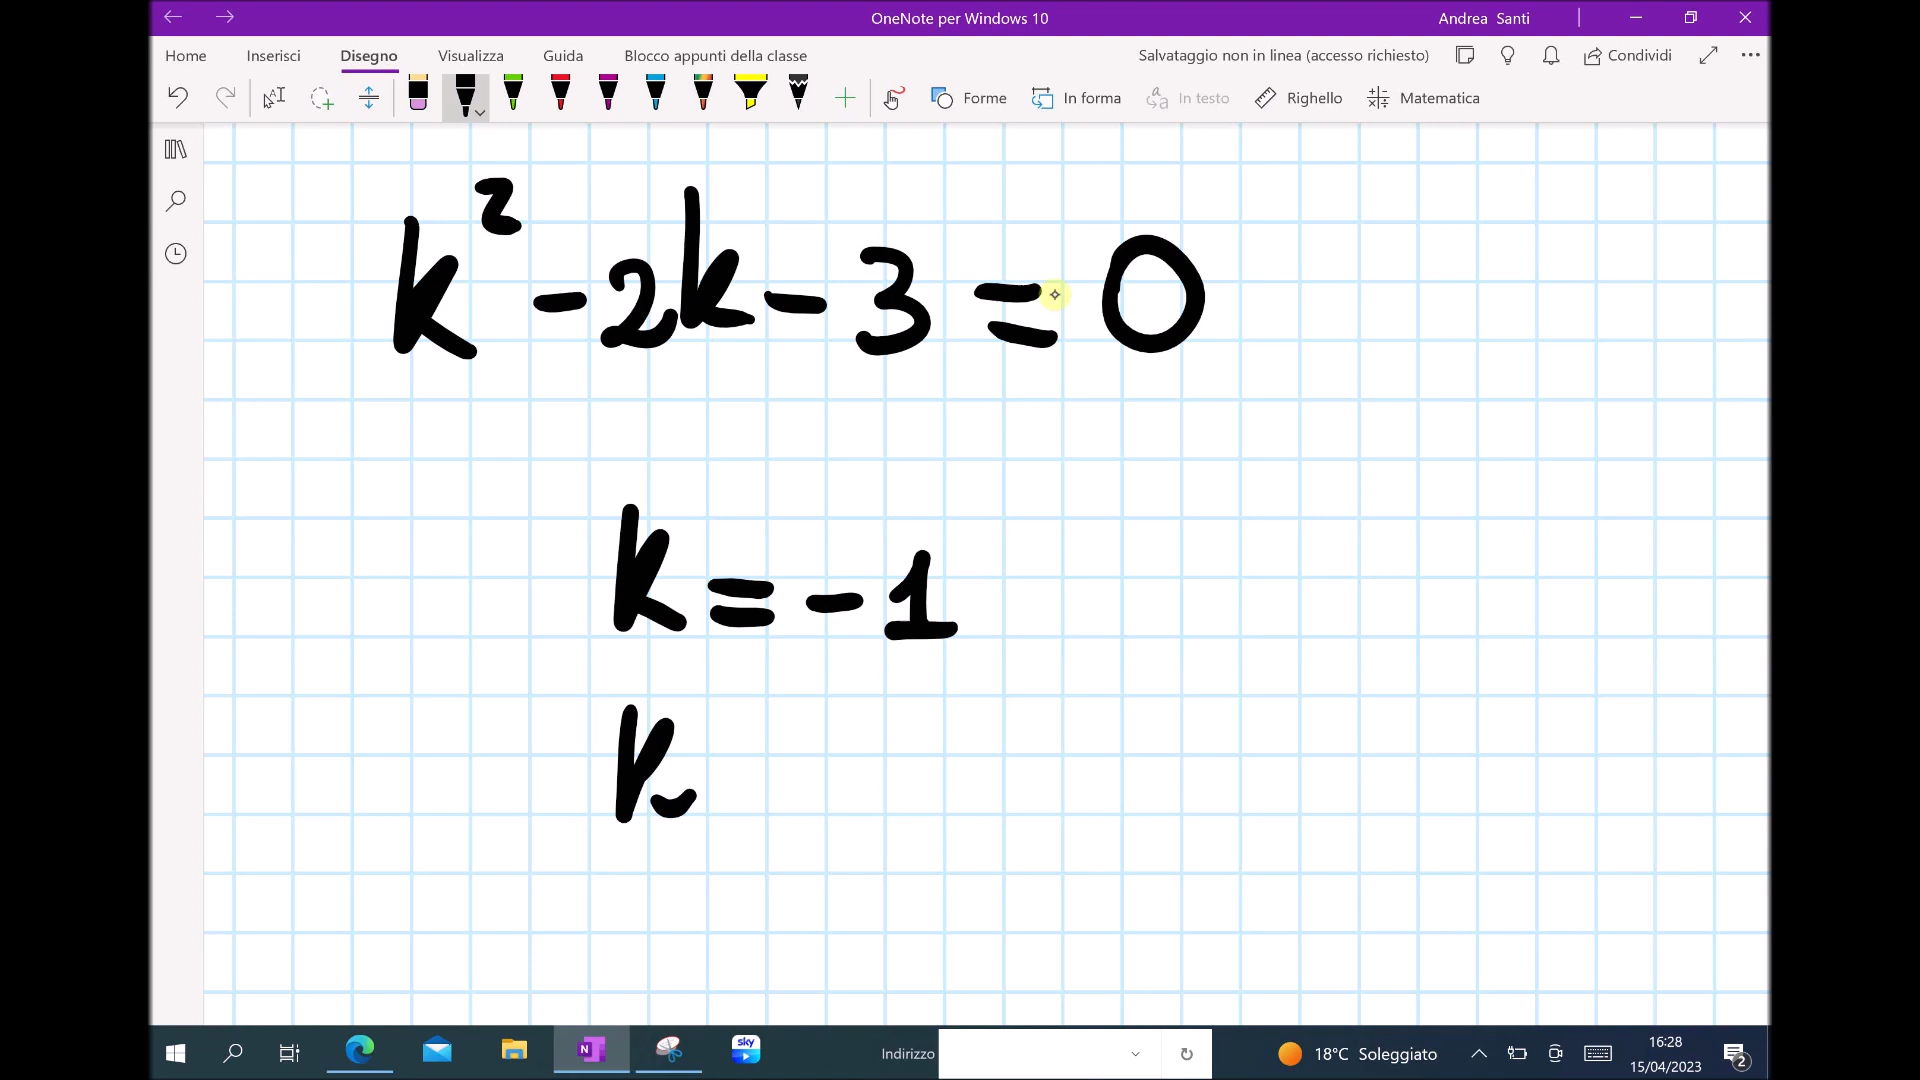 OneNote per Windows 10
Andrea Santi
Home Inserisci Disegno Visualizza Guida Blocco appunti della classe
Salvataggio non in linea (accesso richiesto) Condividi
Forme In forma In testo Righello Matematica
k² - 2k - 3 = 0
k = - 1
k
Indirizzo
18°C Soleggiato
16:28
15/04/2023
2
sky
N